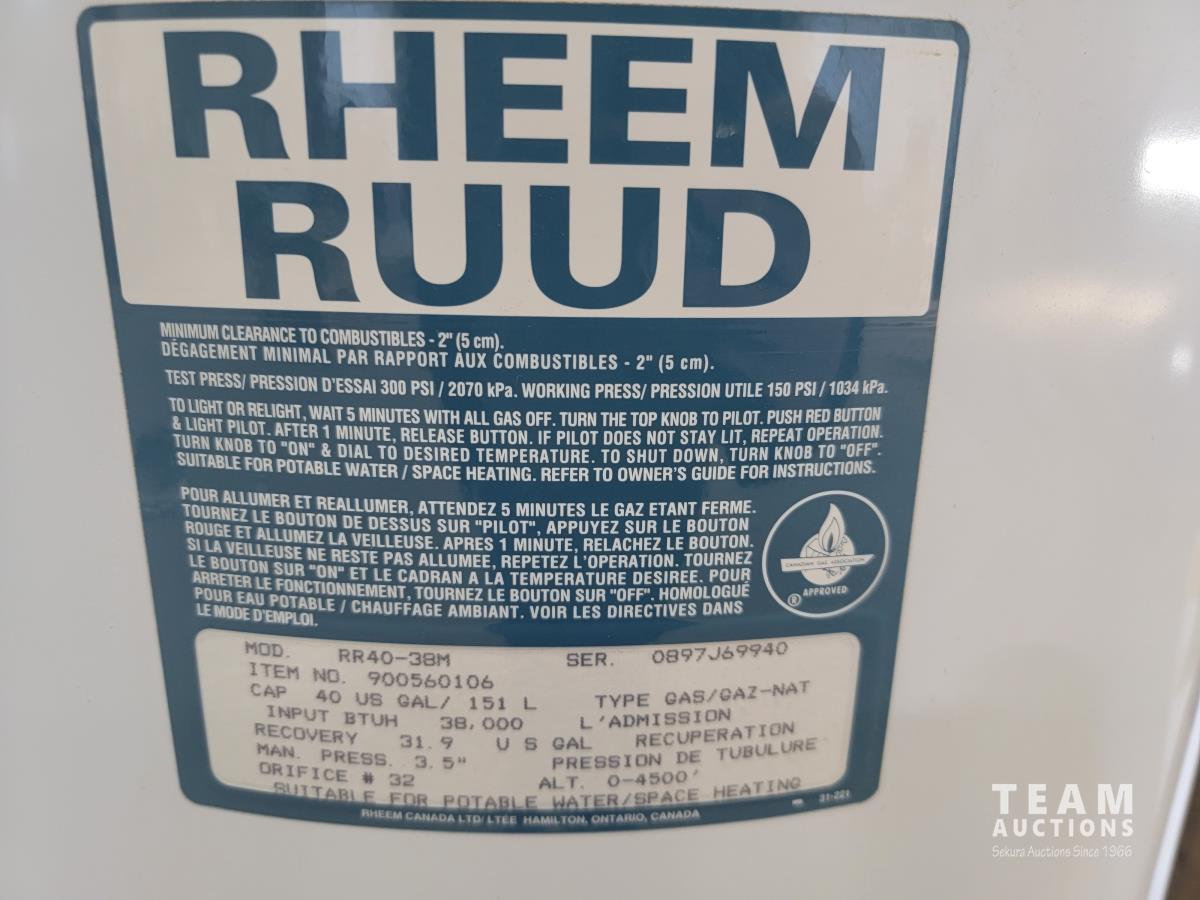 RHEEM
RUUD
MINIMUM CLEARANCE TO COMBUSTIBLES - 2" (5 cm).
DÉGAGEMENT MINIMAL PAR RAPPORT AUX COMBUSTIBLES - 2" (5 cm).
TEST PRESS/ PRESSION D'ESSAI 300 PSI / 2070 kPa. WORKING PRESS/ PRESSION UTILE 150 PSI / 1034 kPa.
TO LIGHT OR RELIGHT, WAIT 5 MINUTES WITH ALL GAS OFF. TURN THE TOP KNOB TO PILOT. PUSH RED BUTTON
& LIGHT PILOT. AFTER 1 MINUTE, RELEASE BUTTON. IF PILOT DOES NOT STAY LIT, REPEAT OPERATION.
TURN KNOB TO "ON" & DIAL TO DESIRED TEMPERATURE. TO SHUT DOWN, TURN KNOB TO "OFF".
SUITABLE FOR POTABLE WATER / SPACE HEATING. REFER TO OWNER'S GUIDE FOR INSTRUCTIONS.
POUR ALLUMER ET REALLUMER, ATTENDEZ 5 MINUTES LE GAZ ETANT FERME.
TOURNEZ LE BOUTON DE DESSUS SUR "PILOT", APPUYEZ SUR LE BOUTON
ROUGE ET ALLUMEZ LA VEILLEUSE. APRES 1 MINUTE, RELACHEZ LE BOUTON.
SI LA VEILLEUSE NE RESTE PAS ALLUMEE, REPETEZ L'OPERATION. TOURNEZ
LE BOUTON SUR "ON" ET LE CADRAN A LA TEMPERATURE DESIREE. POUR
ARRETER LE FONCTIONNEMENT, TOURNEZ LE BOUTON SUR "OFF". HOMOLOGUÉ
POUR EAU POTABLE / CHAUFFAGE AMBIANT. VOIR LES DIRECTIVES DANS
LE MODE D'EMPLOI.
CANADIAN GAS ASSOCIATION
® APPROVED
MOD. RR40-38M SER. 0897J69940
ITEM NO. 900560106
CAP 40 US GAL/ 151 L TYPE GAS/GAZ-NAT
INPUT BTUH 38,000 L'ADMISSION
RECOVERY 31.9 U S GAL RECUPERATION
MAN. PRESS. 3.5" PRESSION DE TUBULURE
ORIFICE # 32 ALT. 0-4500'
SUITABLE FOR POTABLE WATER/SPACE HEATING
31-221
RHEEM CANADA LTD/ LTÉE HAMILTON, ONTARIO, CANADA
TEAM
AUCTIONS
Sekura Auctions Since 1966